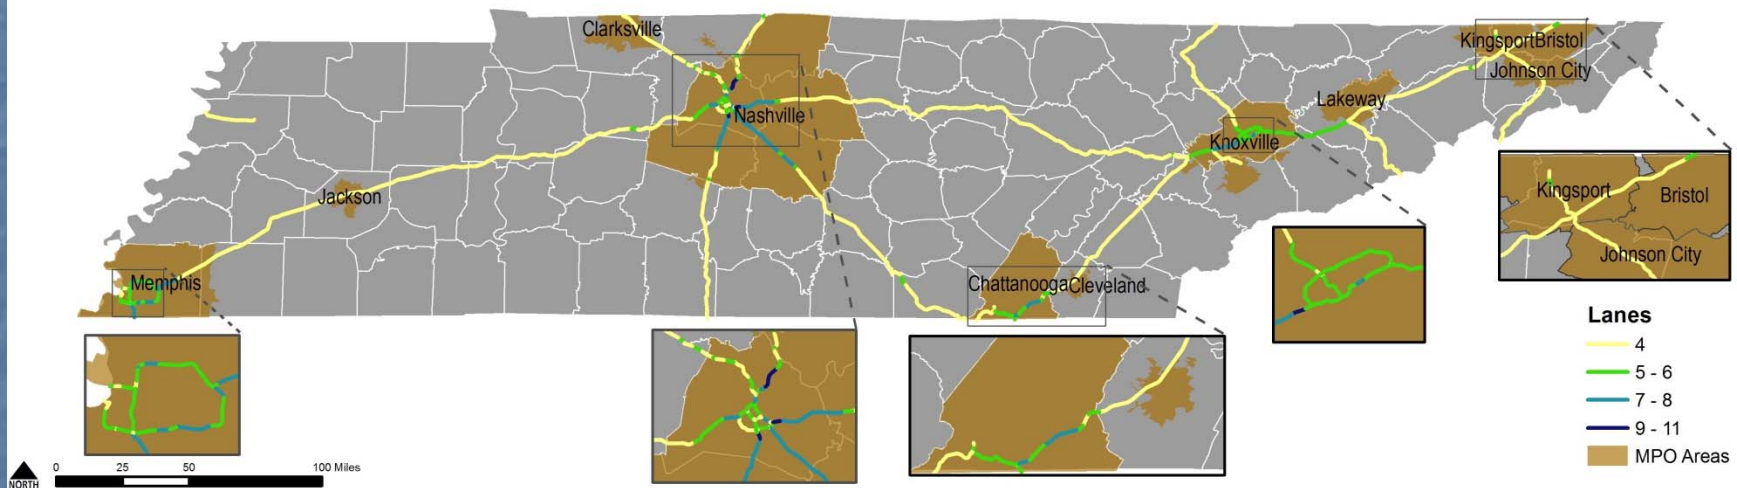 Clarksville
Nashville
Jackson
Memphis
KingsportBristol
Johnson City
Lakeway
Knoxville
ChattanoogaCleveland
Kingsport
Bristol
Johnson City
Lanes
4
5 - 6
7 - 8
9 - 11
MPO Areas
NORTH
0 25 50 100 Miles